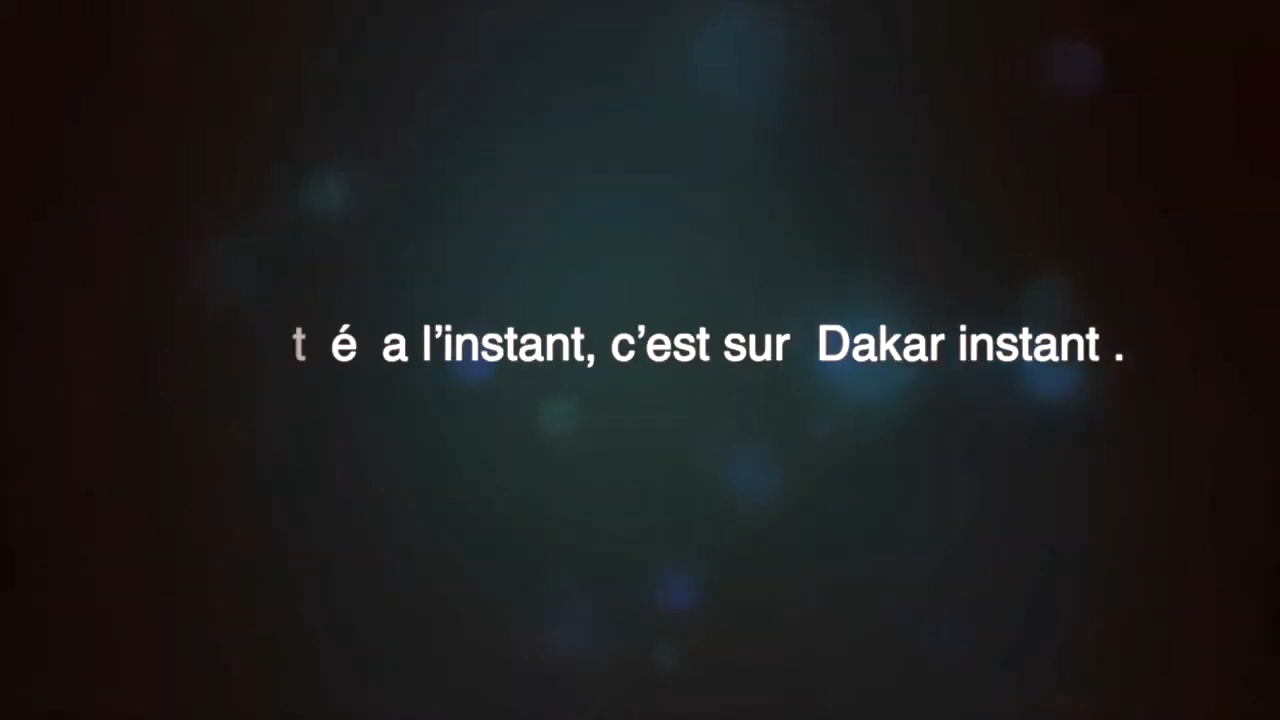 t é a l’instant, c’est sur Dakar instant .